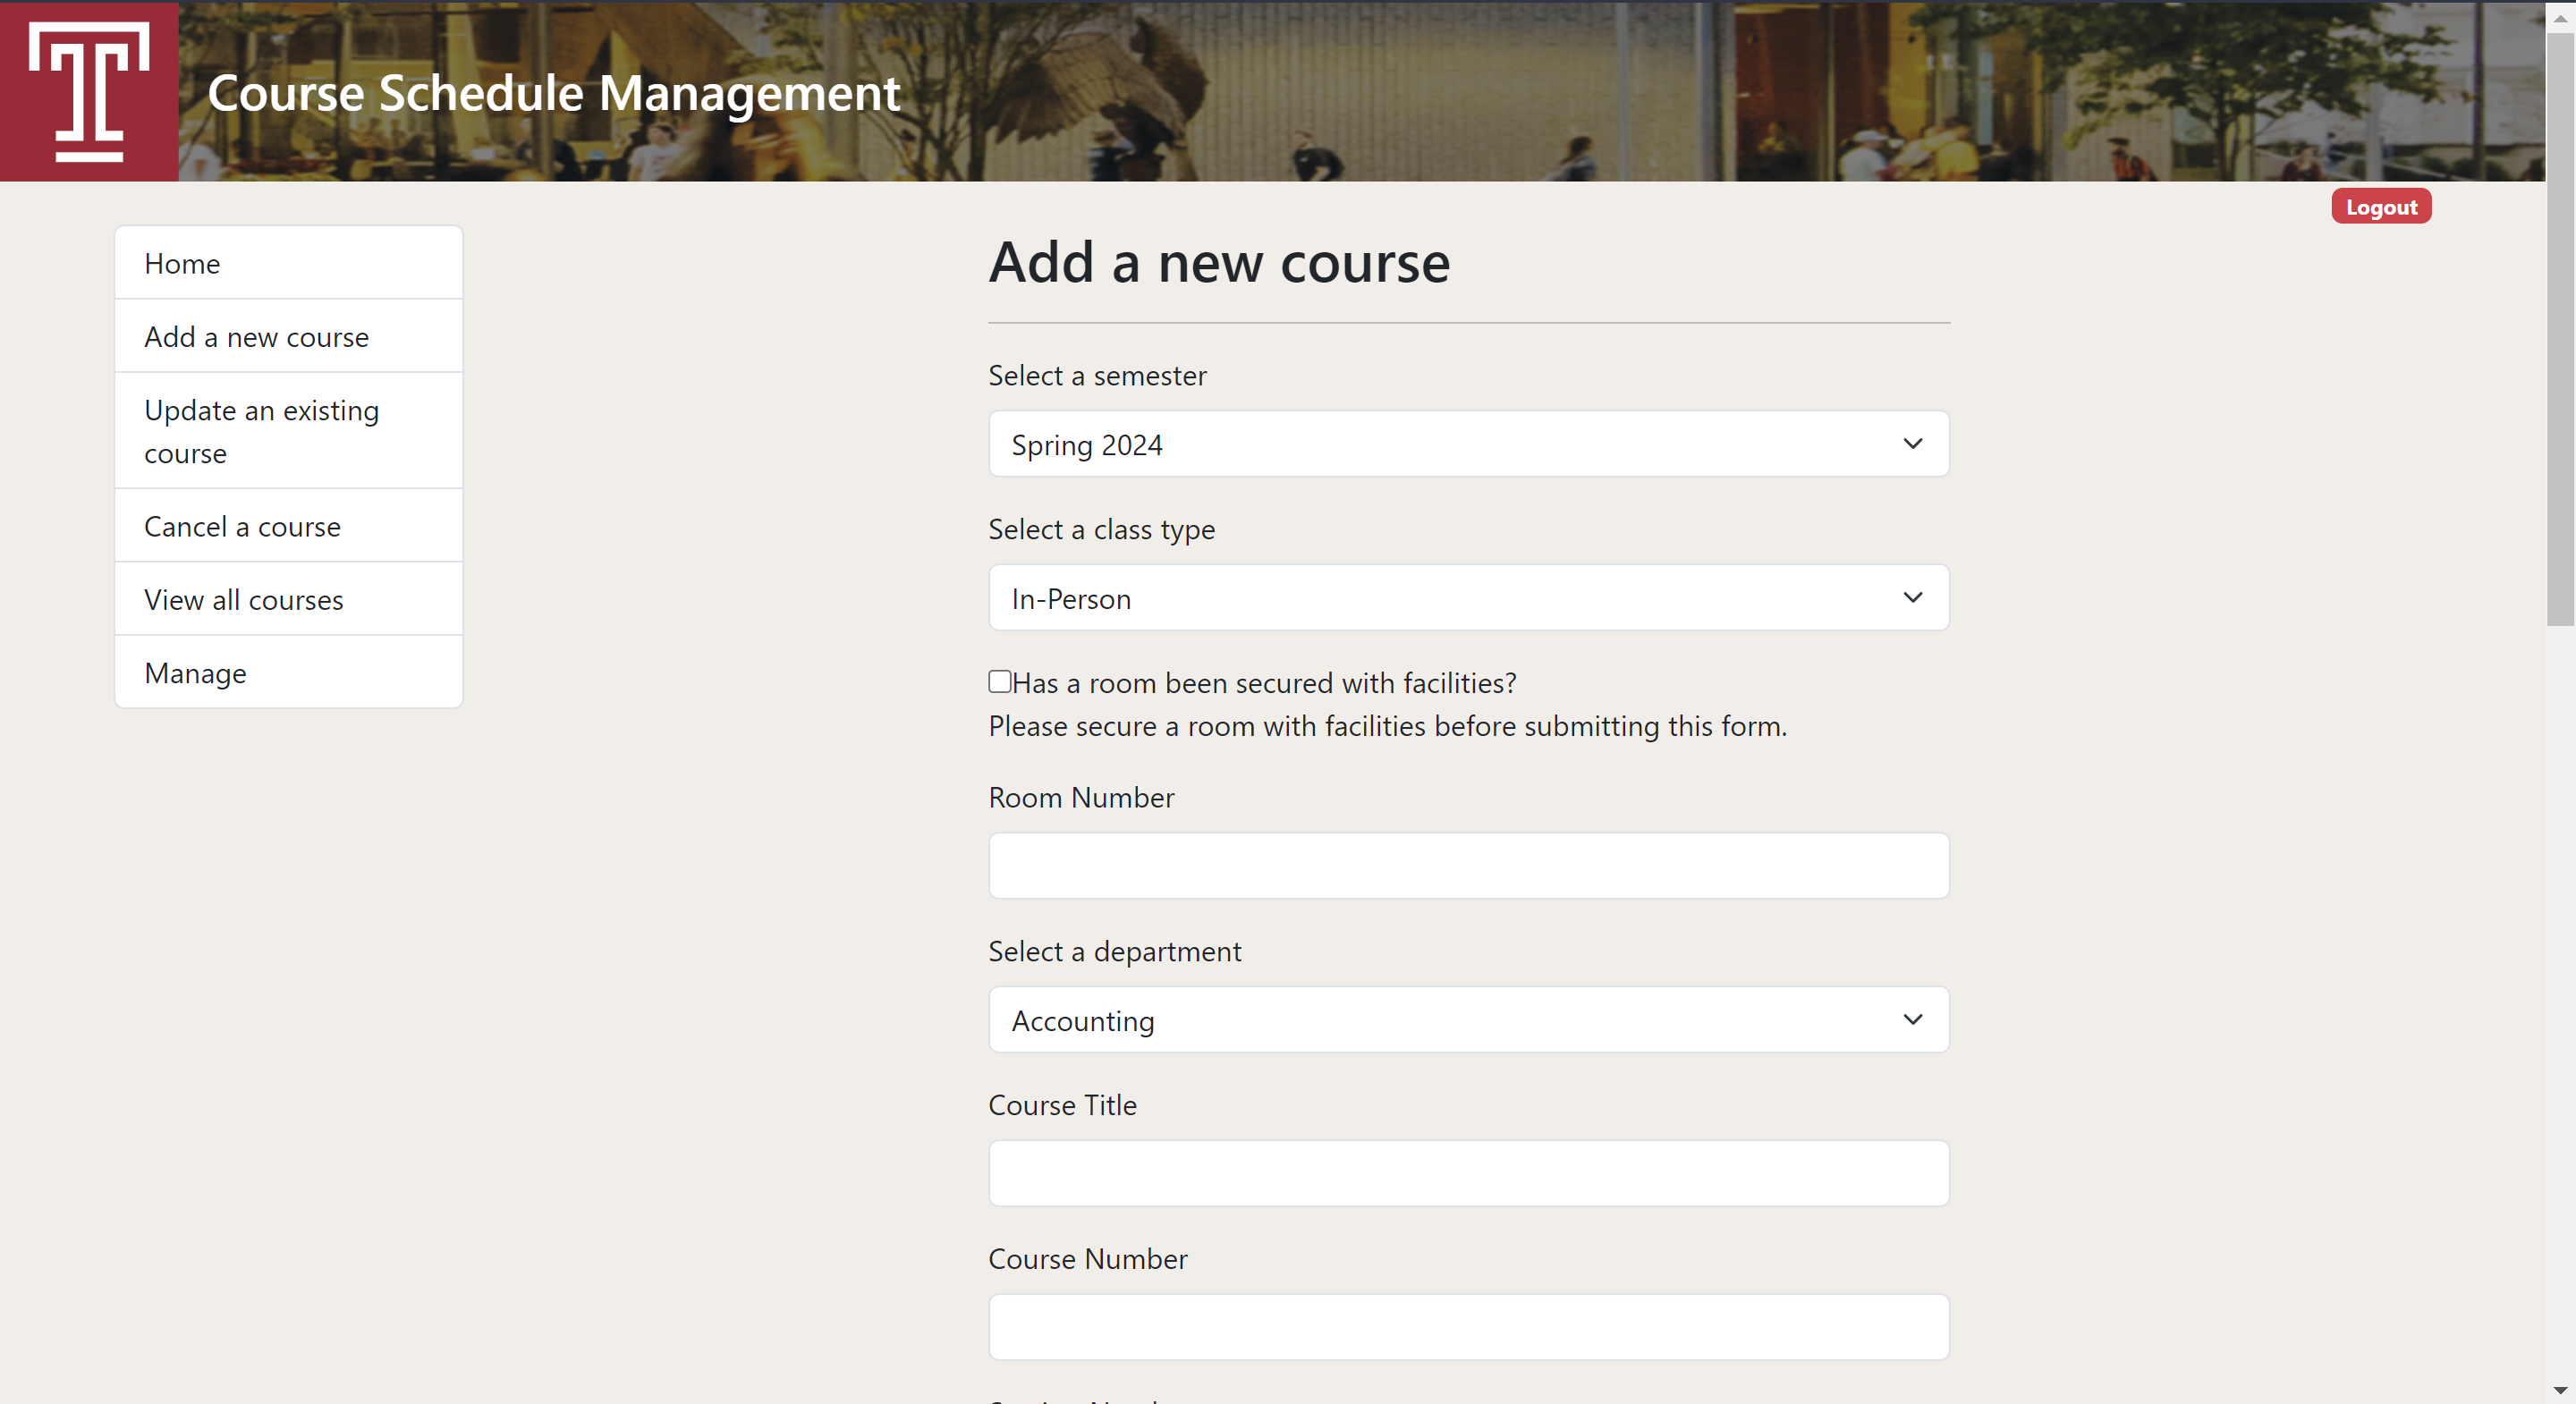 Course Schedule Management
Logout
Home
Add a new course
Update an existing
course
Cancel a course
View all courses
Manage
Add a new course
Select a semester
Spring 2024
Select a class type
In-Person
Has a room been secured with facilities?
Please secure a room with facilities before submitting this form.
Room Number
Select a department
Accounting
Course Title
Course Number